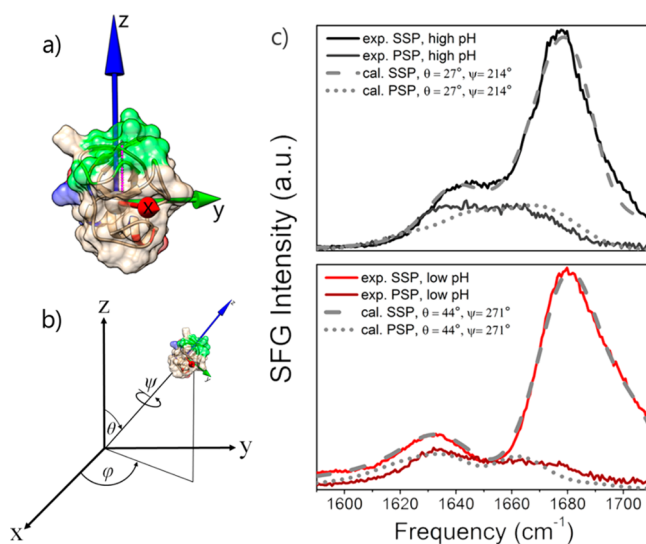 a)
z
y
x
b)
z
ψ
θ
φ
y
x
c)
exp. SSP, high pH
exp. PSP, high pH
cal. SSP, θ = 27°, ψ= 214°
cal. PSP, θ = 27°, ψ= 214°
exp. SSP, low pH
exp. PSP, low pH
cal. SSP, θ = 44°, ψ= 271°
cal. PSP, θ = 44°, ψ= 271°
SFG Intensity (a.u.)
1600 1620 1640 1660 1680 1700
Frequency (cm⁻¹)